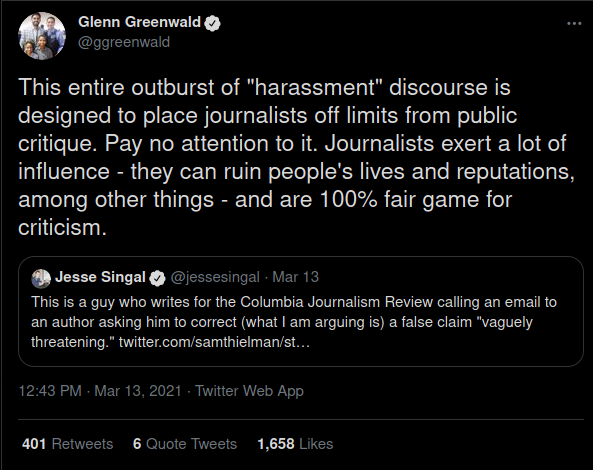 Glenn Greenwald
@ggreenwald
This entire outburst of "harassment" discourse is
designed to place journalists off limits from public
critique. Pay no attention to it. Journalists exert a lot of
influence - they can ruin people's lives and reputations,
among other things - and are 100% fair game for
criticism.
Jesse Singal @jessesingal · Mar 13
This is a guy who writes for the Columbia Journalism Review calling an email to
an author asking him to correct (what I am arguing is) a false claim "vaguely
threatening." twitter.com/samthielman/st…
12:43 PM · Mar 13, 2021 · Twitter Web App
401 Retweets 6 Quote Tweets 1,658 Likes